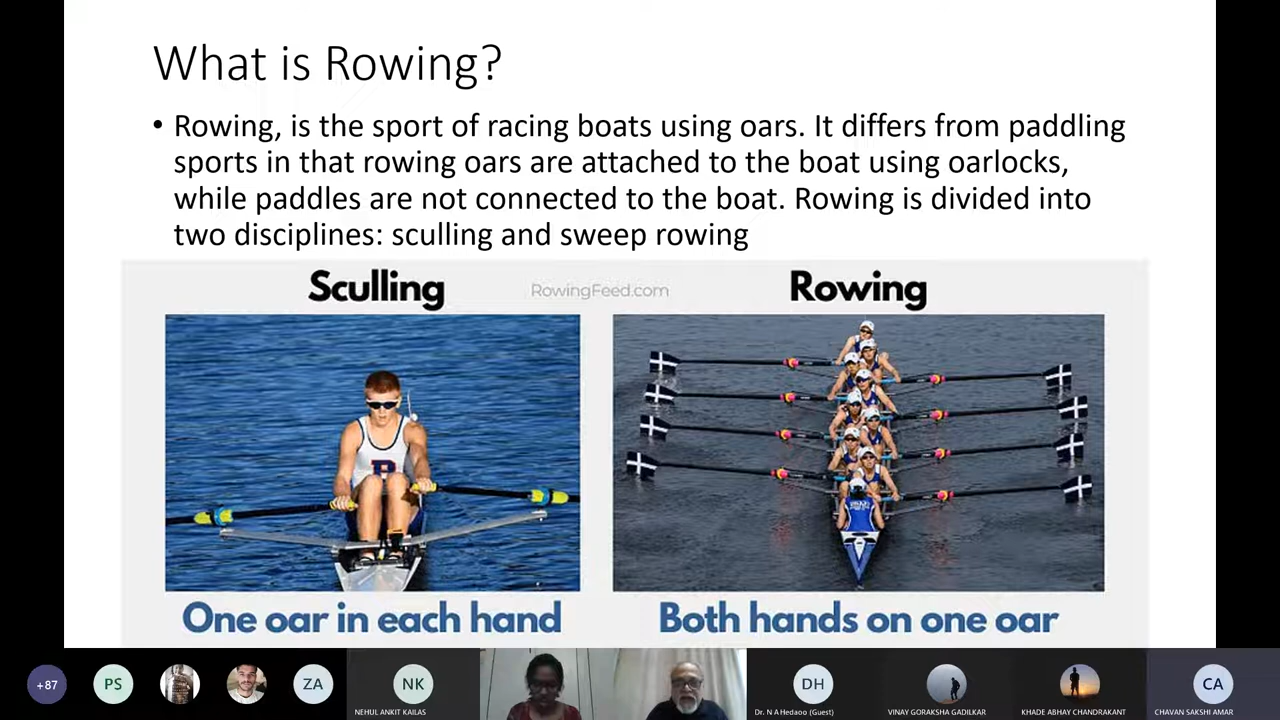 What is Rowing?
• Rowing, is the sport of racing boats using oars. It differs from paddling
sports in that rowing oars are attached to the boat using oarlocks,
while paddles are not connected to the boat. Rowing is divided into
two disciplines: sculling and sweep rowing
Sculling
RowingFeed.com
Rowing
One oar in each hand
Both hands on one oar
+87
PS
ZA
NK
NEHUL ANKIT KAILAS
DH
Dr. N A Hedaoo (Guest)
VINAY GORAKSHA GADILKAR
KHADE ABHAY CHANDRAKANT
CA
CHAVAN SAKSHI AMAR